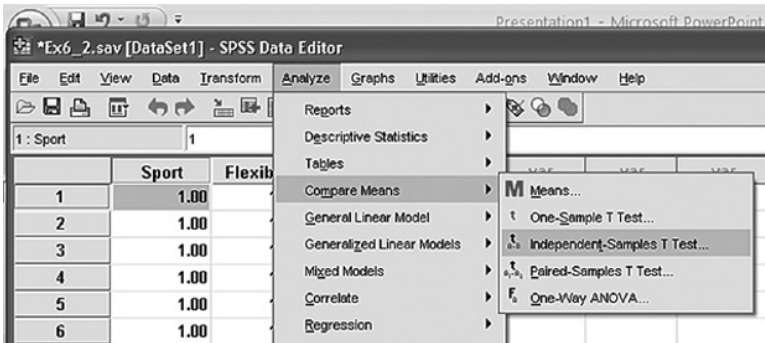 Presentation1 - Microsoft PowerPoint
*Ex6_2.sav [DataSet1] - SPSS Data Editor
File Edit View Data Transform Analyze Graphs Utilities Add-ons Window Help
1 : Sport 1
Reports
Descriptive Statistics
Tables
Compare Means
General Linear Model
Generalized Linear Models
Mixed Models
Correlate
Regression
M Means...
t One-Sample T Test...
Independent-Samples T Test...
Paired-Samples T Test...
One-Way ANOVA...
Sport Flexib
var var var
1 1.00
2 1.00
3 1.00
4 1.00
5 1.00
6 1.00